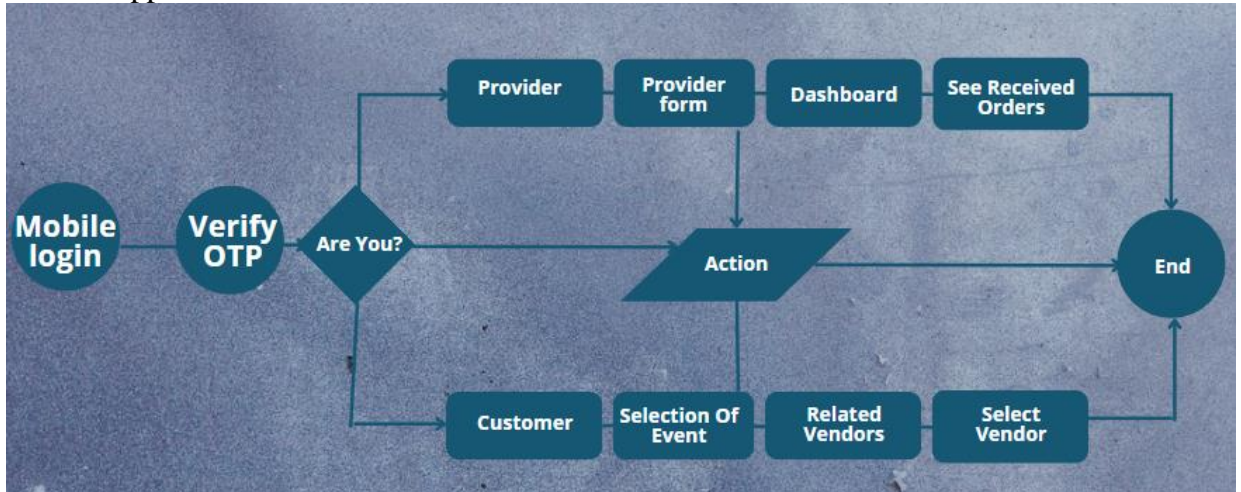 Provider
Provider
form
Dashboard
See Received
Orders
Mobile
login
Verify
OTP
Are You?
Action
End
Customer
Selection Of
Event
Related
Vendors
Select
Vendor